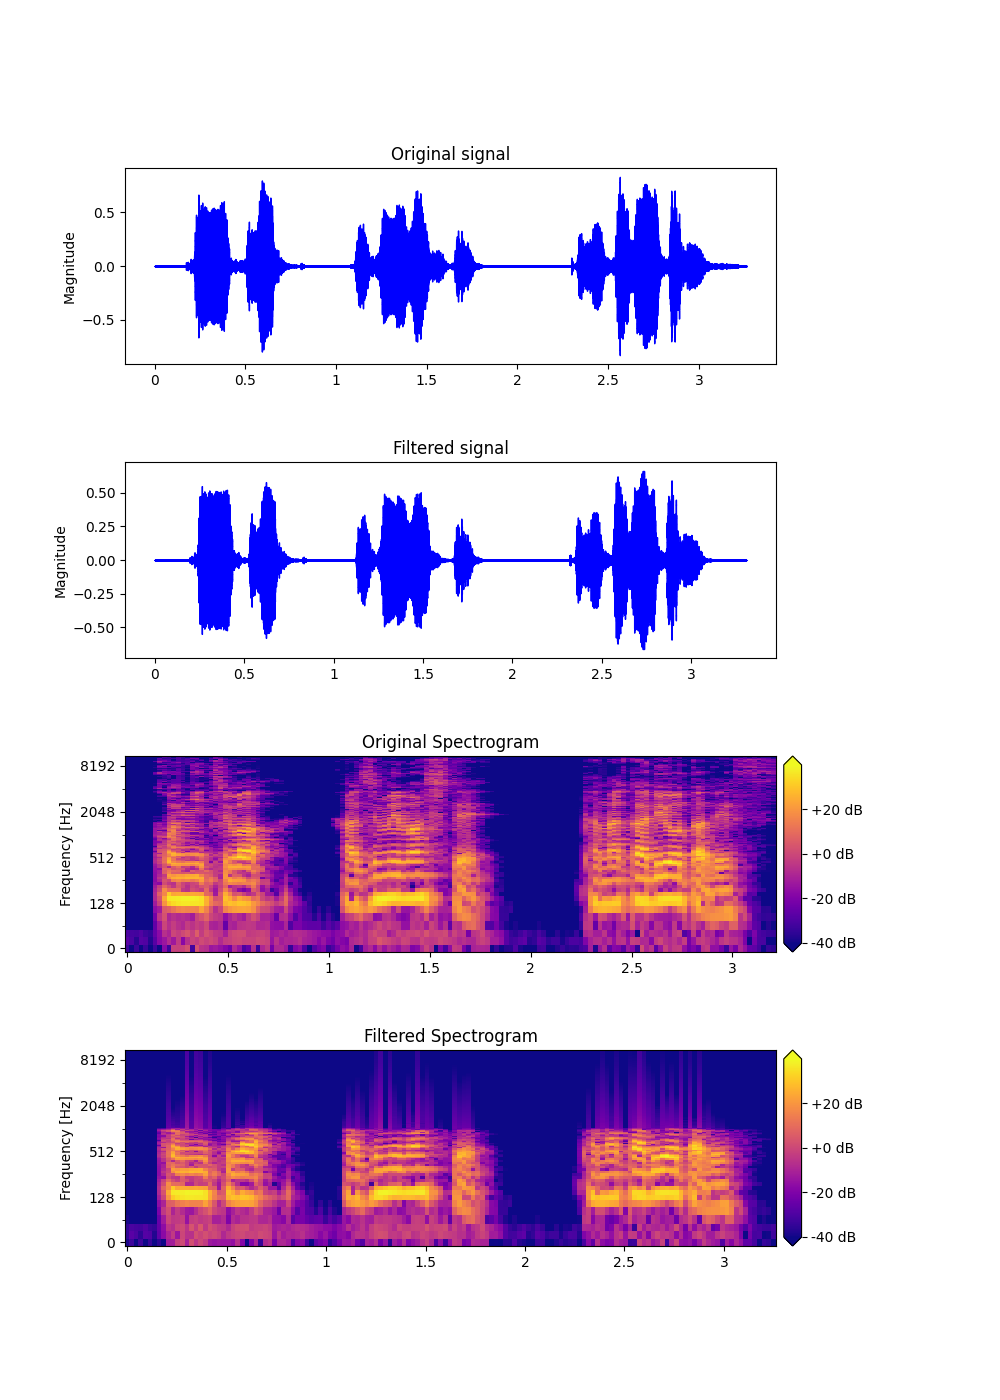 Original signal
Magnitude
0.5
0.0
−0.5
0 0.5 1 1.5 2 2.5 3
Filtered signal
Magnitude
0.50
0.25
0.00
−0.25
−0.50
0 0.5 1 1.5 2 2.5 3
Original Spectrogram
Frequency [Hz]
8192
2048
512
128
0
+20 dB
+0 dB
-20 dB
-40 dB
0 0.5 1 1.5 2 2.5 3
Filtered Spectrogram
Frequency [Hz]
8192
2048
512
128
0
+20 dB
+0 dB
-20 dB
-40 dB
0 0.5 1 1.5 2 2.5 3